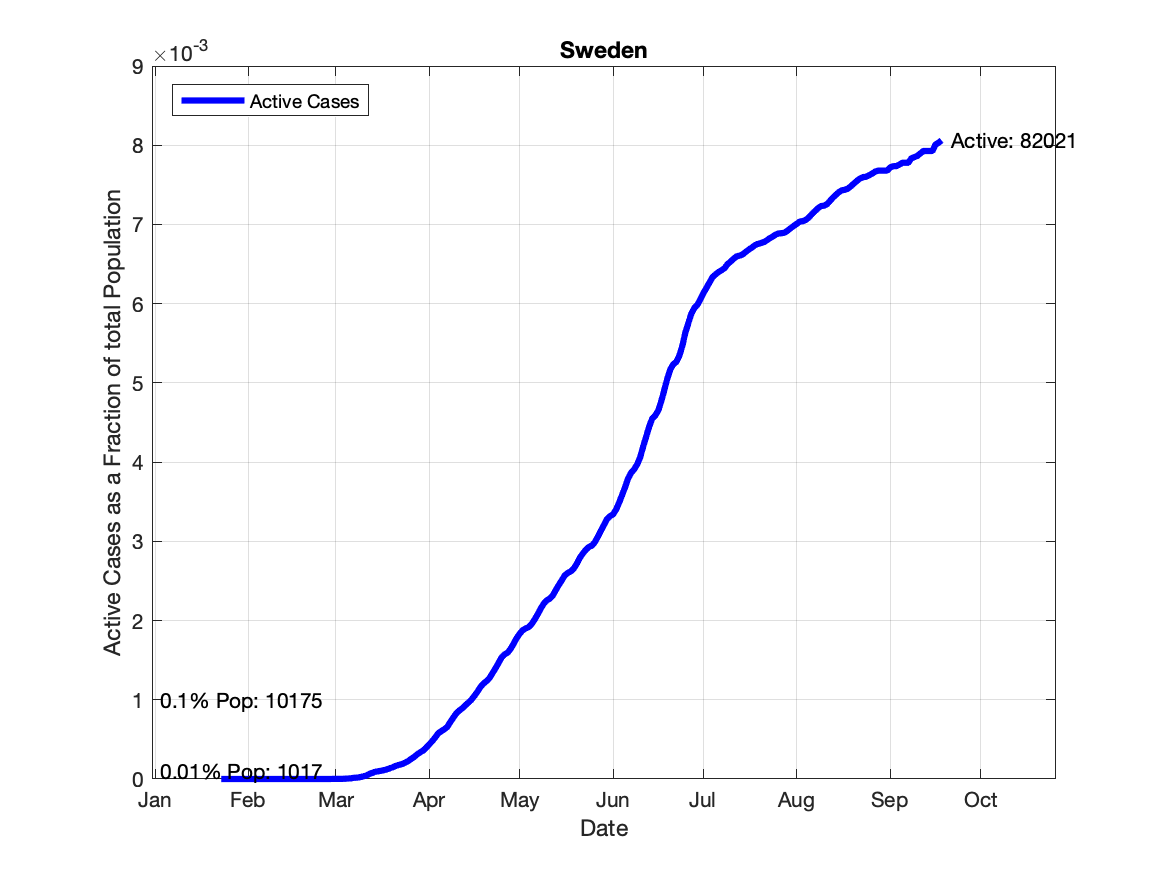 Sweden
×10-3
Active Cases
9
8
7
6
5
4
3
2
1
0
Active Cases as a Fraction of total Population
Active: 82021
0.1% Pop: 10175
0.01% Pop: 1017
Jan Feb Mar Apr May Jun Jul Aug Sep Oct
Date